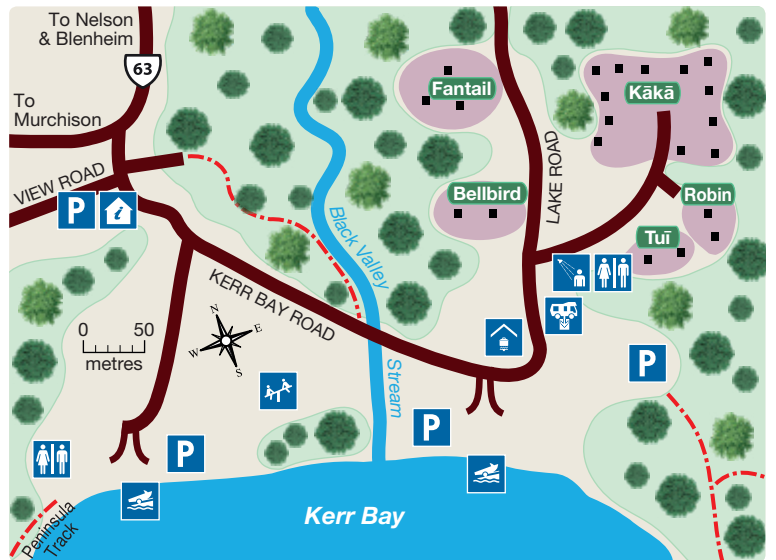 To Nelson
& Blenheim
63
To
Murchison
VIEW ROAD
P
i
Fantail
Kākā
LAKE ROAD
Bellbird
Robin
Tuī
Black Valley
Stream
KERR BAY ROAD
N
E
W
S
0 50
metres
P
P
P
Kerr Bay
Peninsula
Track